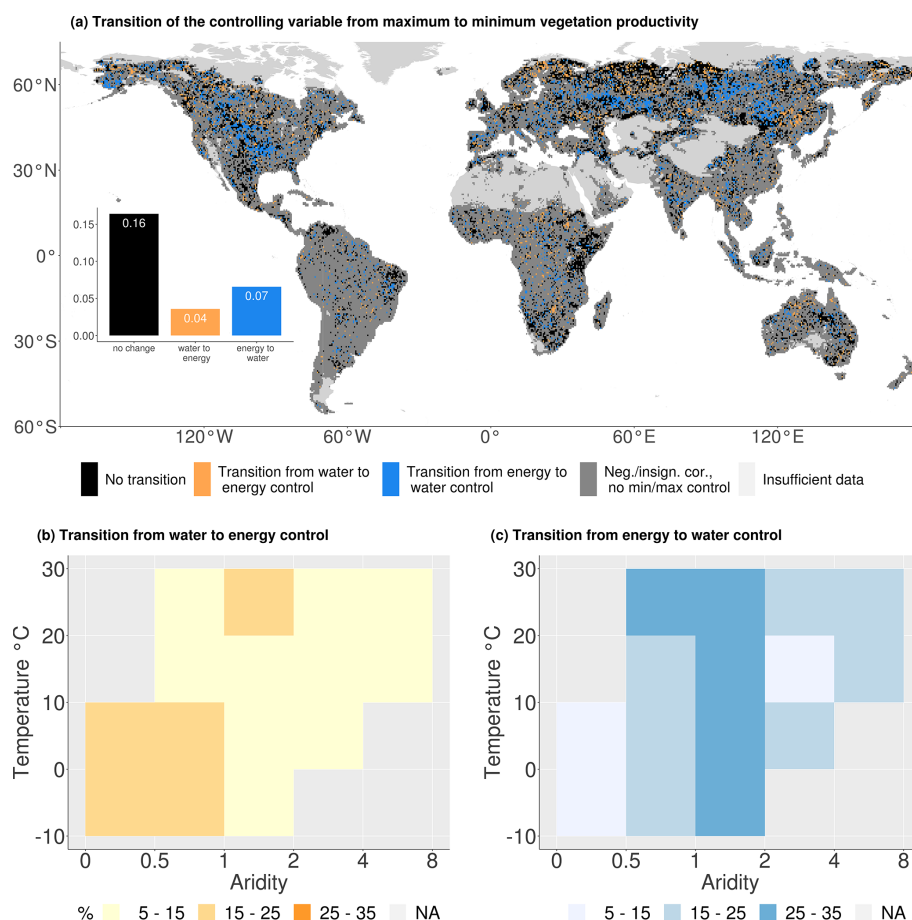 (a) Transition of the controlling variable from maximum to minimum vegetation productivity
60°N
30°N
0°
30°S
60°S
0.15
0.10
0.05
0.00
0.16
0.04
0.07
no change
water to
energy
energy to
water
120°W
60°W
0°
60°E
120°E
No transition
Transition from water to
energy control
Transition from energy to
water control
Neg./insign. cor.,
no min/max control
Insufficient data
(b) Transition from water to energy control
Temperature °C
30
20
10
0
-10
0 0.5 1 2 4 8
Aridity
% 5 - 15 15 - 25 25 - 35 NA
(c) Transition from energy to water control
Temperature °C
30
20
10
0
-10
0 0.5 1 2 4 8
Aridity
5 - 15 15 - 25 25 - 35 NA